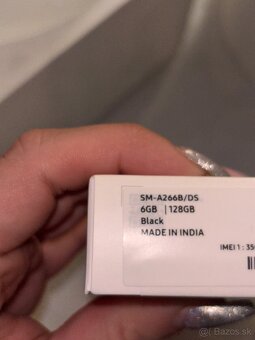 SM-A266B/DS
6GB | 128GB
Black
MADE IN INDIA
IMEI 1 : 35
Bazos.sk